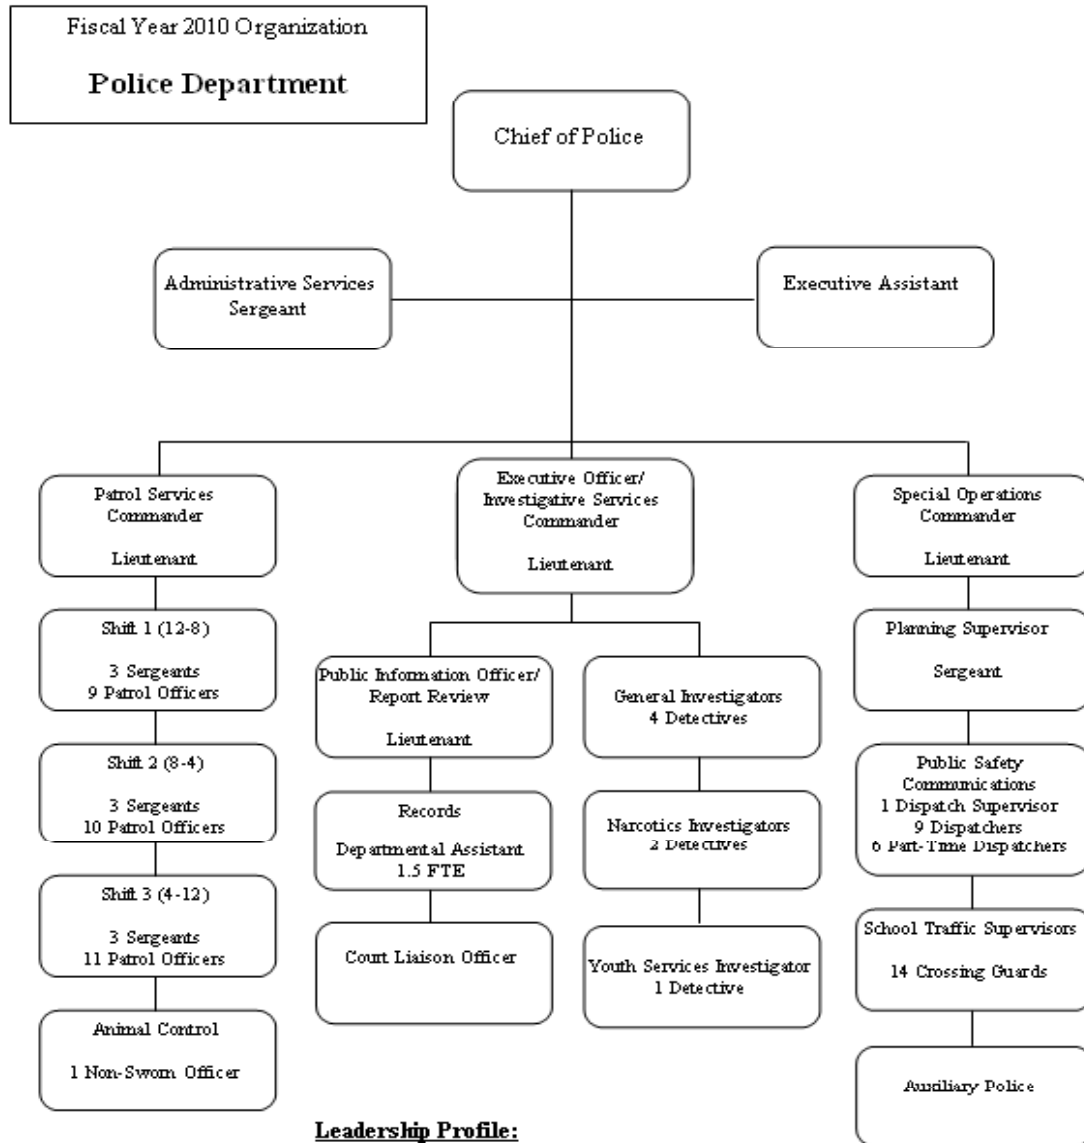 Fiscal Year 2010 Organization
Police Department
Chief of Police
Administrative Services
Sergeant
Executive Assistant
Patrol Services
Commander
Lieutenant
Shift 1 (12-8)
3 Sergeants
9 Patrol Officers
Shift 2 (8-4)
3 Sergeants
10 Patrol Officers
Shift 3 (4-12)
3 Sergeants
11 Patrol Officers
Animal Control
1 Non-Sworn Officer
Executive Officer/
Investigative Services
Commander
Lieutenant
Public Information Officer/
Report Review
Lieutenant
Records
Departmental Assistant
1.5 FTE
Court Liaison Officer
General Investigators
4 Detectives
Narcotics Investigators
2 Detectives
Youth Services Investigator
1 Detective
Special Operations
Commander
Lieutenant
Planning Supervisor
Sergeant
Public Safety
Communications
1 Dispatch Supervisor
9 Dispatchers
6 Part-Time Dispatchers
School Traffic Supervisors
14 Crossing Guards
Auxiliary Police
Leadership Profile: